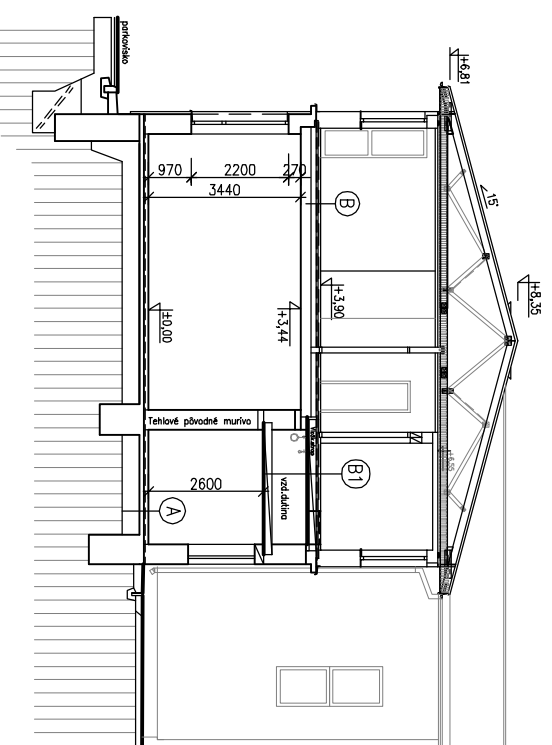 parkovisko
+6,81
15°
+8,35
970
2200
270
3440
B
+3,90
±0,00
+3,44
Tehlové pôvodné murivo
B1
vzd.dutina
2600
A